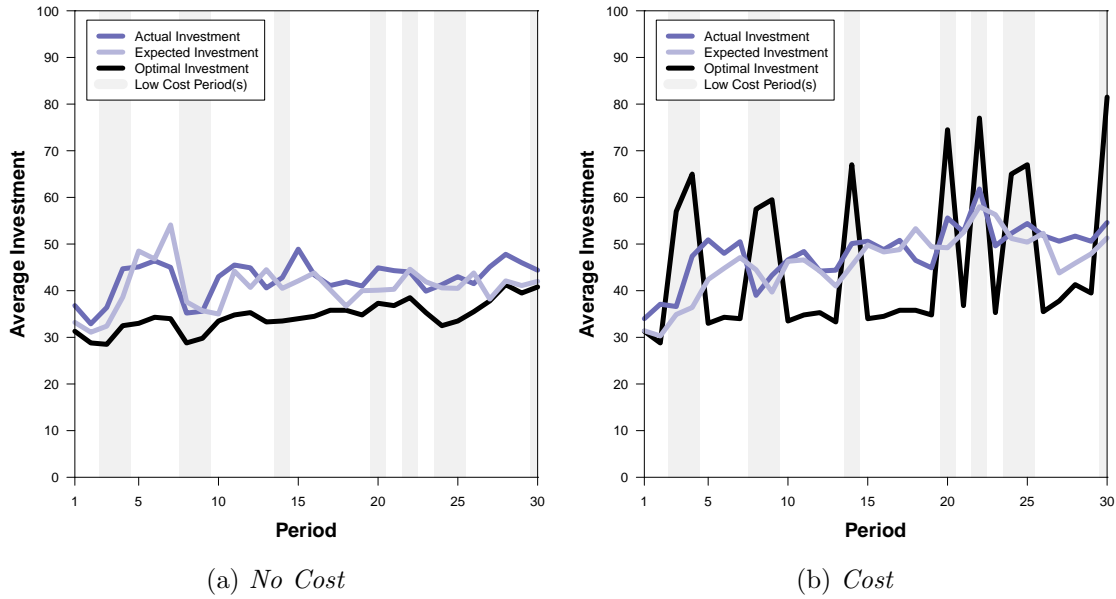 100
90
80
70
60
50
40
30
20
10
0
Average Investment
Actual Investment
Expected Investment
Optimal Investment
Low Cost Period(s)
1 5 10 15 20 25 30
Period
(a) No Cost
100
90
80
70
60
50
40
30
20
10
0
Average Investment
Actual Investment
Expected Investment
Optimal Investment
Low Cost Period(s)
1 5 10 15 20 25 30
Period
(b) Cost